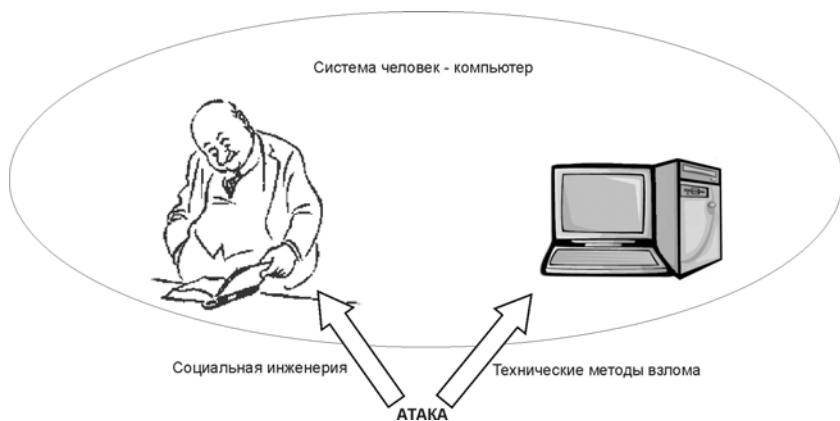 Система человек - компьютер
Социальная инженерия
Технические методы взлома
АТАКА